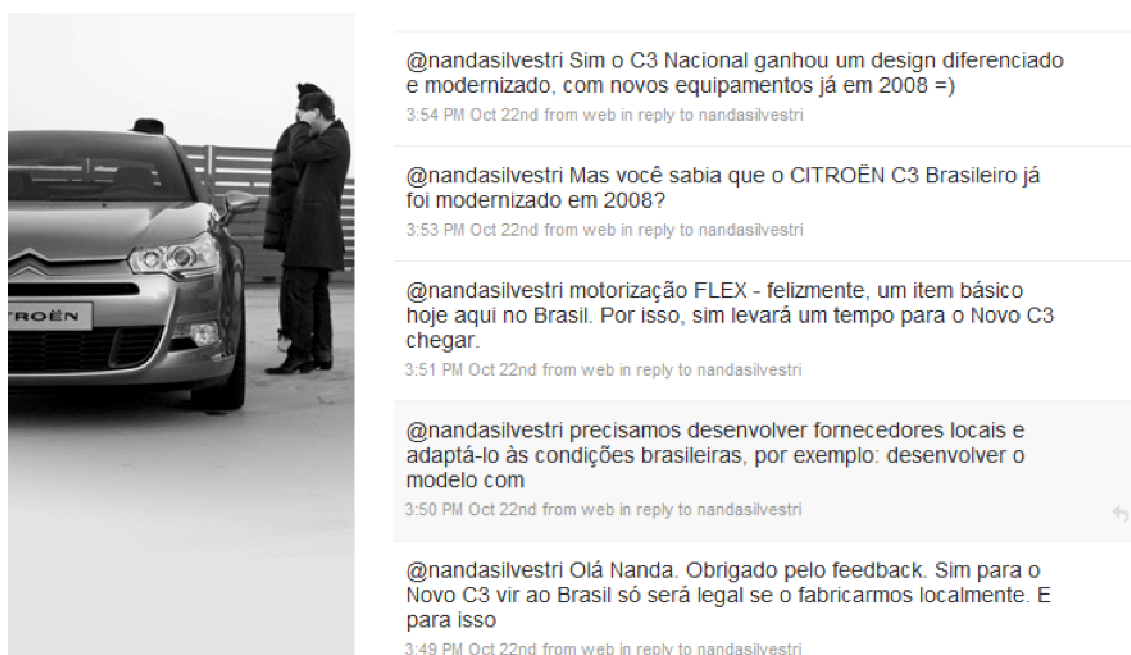 @nandasilvestri Sim o C3 Nacional ganhou um design diferenciado
e modernizado, com novos equipamentos já em 2008 =)
3:54 PM Oct 22nd from web in reply to nandasilvestri
@nandasilvestri Mas você sabia que o CITROËN C3 Brasileiro já
foi modernizado em 2008?
3:53 PM Oct 22nd from web in reply to nandasilvestri
@nandasilvestri motorização FLEX - felizmente, um item básico
hoje aqui no Brasil. Por isso, sim levará um tempo para o Novo C3
chegar.
3:51 PM Oct 22nd from web in reply to nandasilvestri
@nandasilvestri precisamos desenvolver fornecedores locais e
adaptá-lo às condições brasileiras, por exemplo: desenvolver o
modelo com
3:50 PM Oct 22nd from web in reply to nandasilvestri
@nandasilvestri Olá Nanda. Obrigado pelo feedback. Sim para o
Novo C3 vir ao Brasil só será legal se o fabricarmos localmente. E
para isso
3:49 PM Oct 22nd from web in reply to nandasilvestri
TROËN